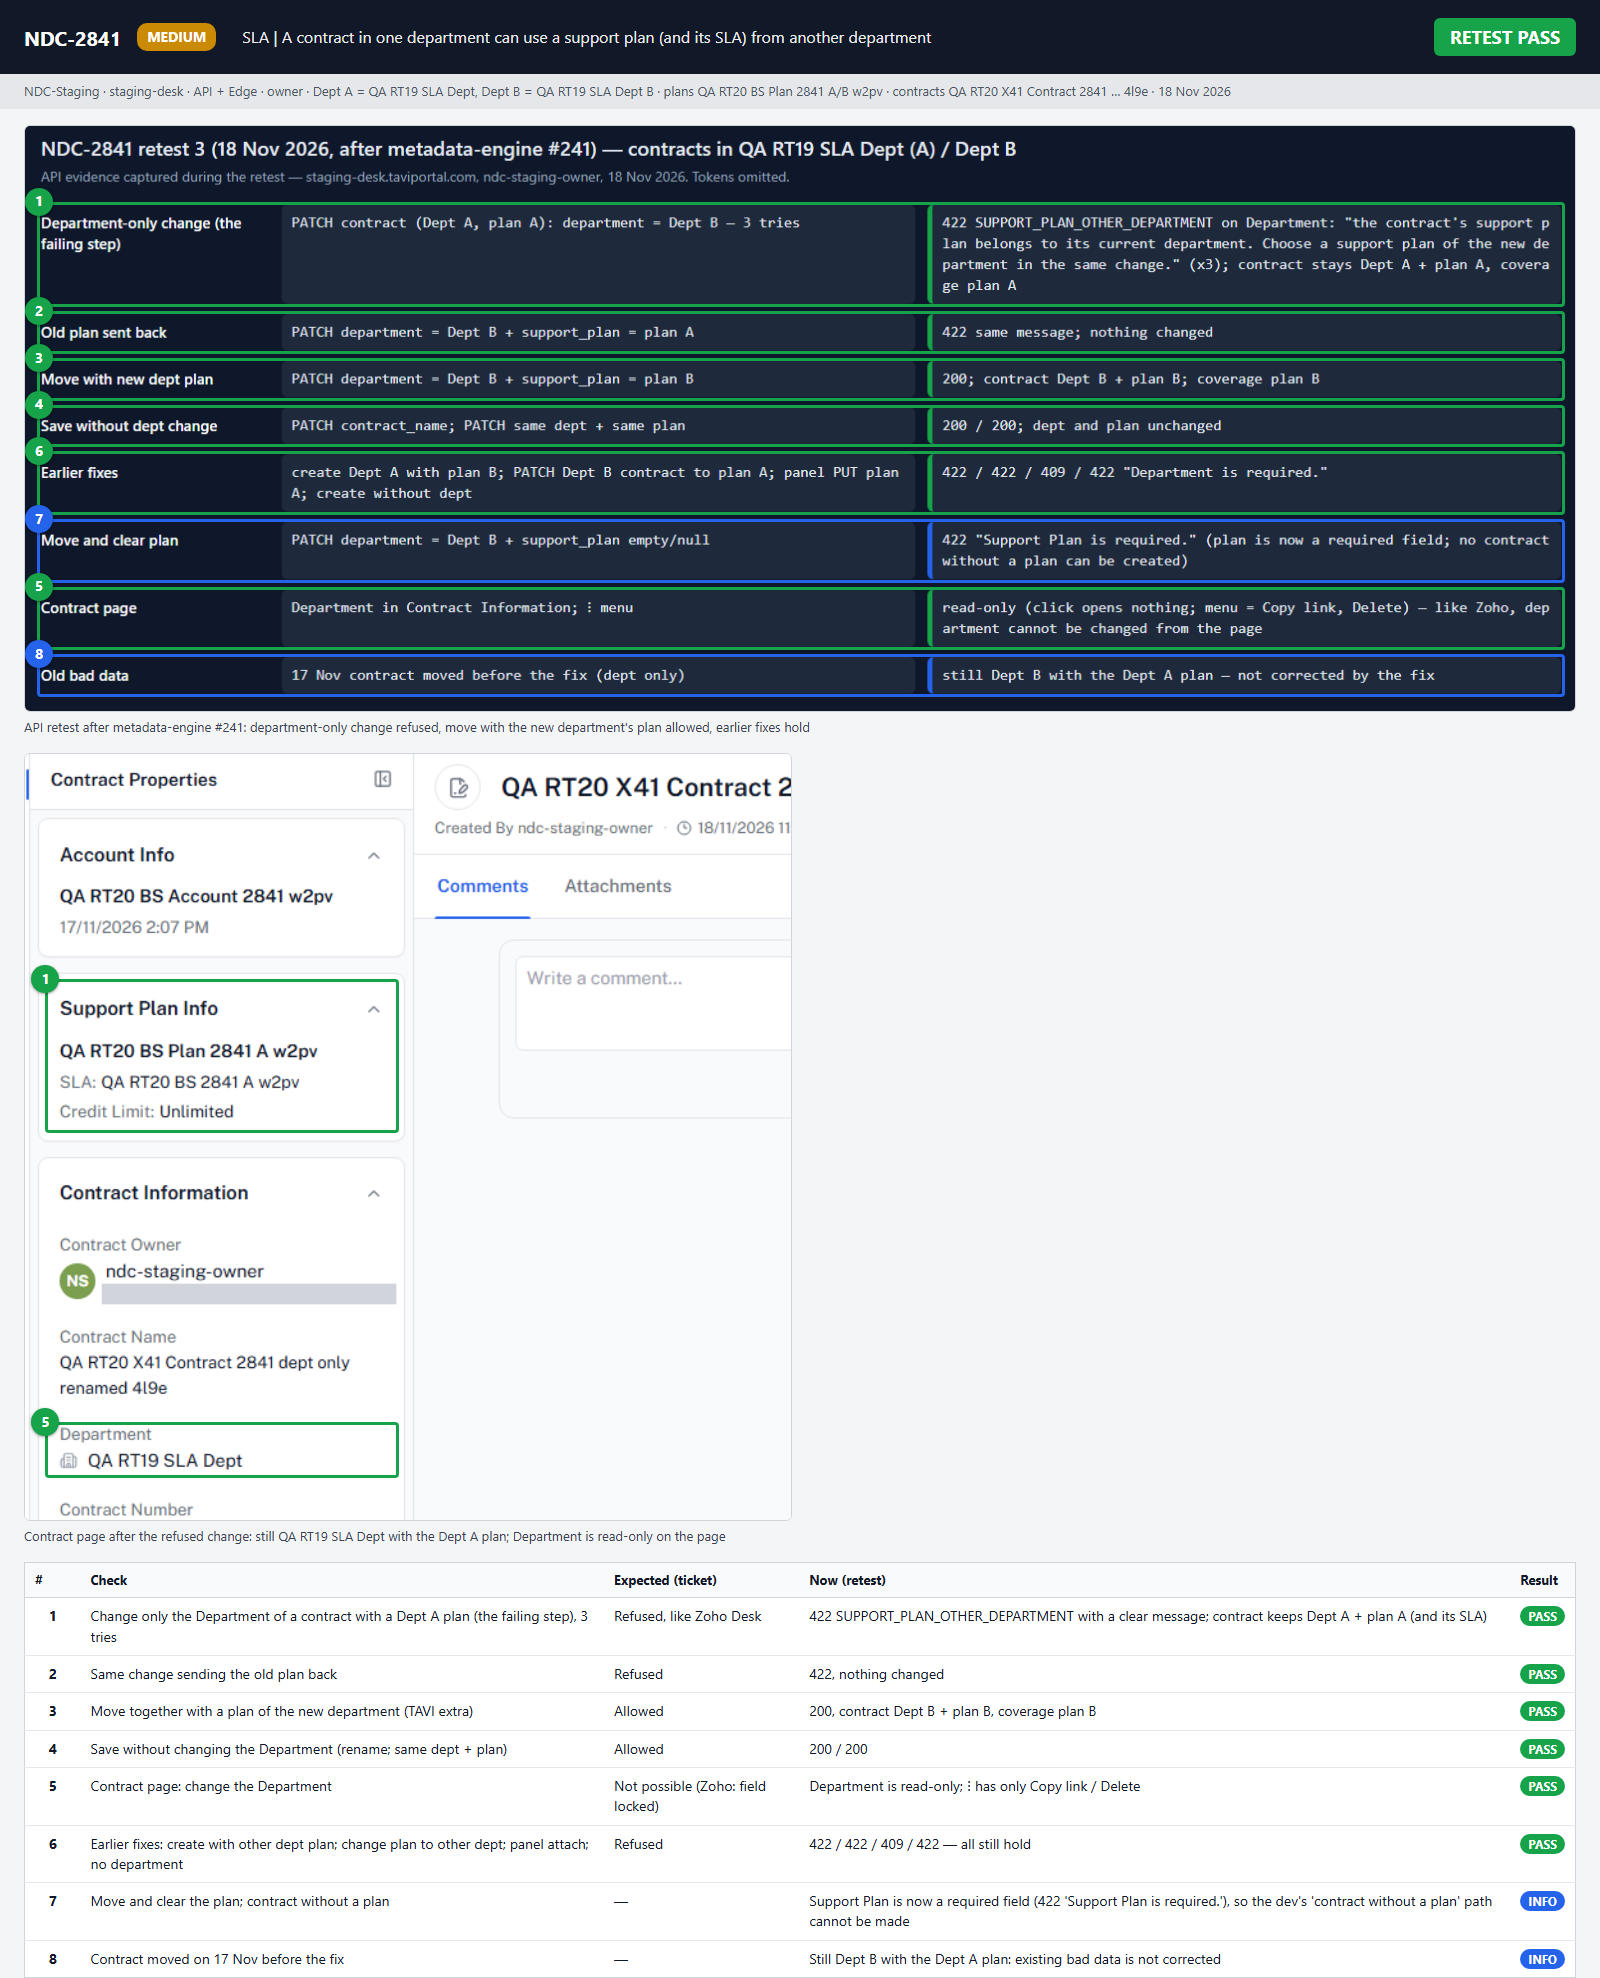 NDC-2841 MEDIUM SLA | A contract in one department can use a support plan (and its SLA) from another department RETEST PASS
NDC-Staging · staging-desk · API + Edge · owner · Dept A = QA RT19 SLA Dept, Dept B = QA RT19 SLA Dept B · plans QA RT20 BS Plan 2841 A/B w2pv · contracts QA RT20 X41 Contract 2841 ... 4l9e · 18 Nov 2026
NDC-2841 retest 3 (18 Nov 2026, after metadata-engine #241) — contracts in QA RT19 SLA Dept (A) / Dept B
API evidence captured during the retest — staging-desk.taviportal.com, ndc-staging-owner, 18 Nov 2026. Tokens omitted.
1
Department-only change (the
failing step)
PATCH contract (Dept A, plan A): department = Dept B — 3 tries
422 SUPPORT_PLAN_OTHER_DEPARTMENT on Department: "the contract's support p
lan belongs to its current department. Choose a support plan of the new de
partment in the same change." (x3); contract stays Dept A + plan A, covera
ge plan A
2
Old plan sent back
PATCH department = Dept B + support_plan = plan A
422 same message; nothing changed
3
Move with new dept plan
PATCH department = Dept B + support_plan = plan B
200; contract Dept B + plan B; coverage plan B
4
Save without dept change
PATCH contract_name; PATCH same dept + same plan
200 / 200; dept and plan unchanged
6
Earlier fixes
create Dept A with plan B; PATCH Dept B contract to plan A; panel PUT plan
A; create without dept
422 / 422 / 409 / 422 "Department is required."
7
Move and clear plan
PATCH department = Dept B + support_plan empty/null
422 "Support Plan is required." (plan is now a required field; no contract
without a plan can be created)
5
Contract page
Department in Contract Information; ⋮ menu
read-only (click opens nothing; menu = Copy link, Delete) — like Zoho, dep
artment cannot be changed from the page
8
Old bad data
17 Nov contract moved before the fix (dept only)
still Dept B with the Dept A plan — not corrected by the fix
API retest after metadata-engine #241: department-only change refused, move with the new department's plan allowed, earlier fixes hold
Contract Properties
Account Info
QA RT20 BS Account 2841 w2pv
17/11/2026 2:07 PM
1
Support Plan Info
QA RT20 BS Plan 2841 A w2pv
SLA: QA RT20 BS 2841 A w2pv
Credit Limit: Unlimited
Contract Information
Contract Owner
NS ndc-staging-owner
Contract Name
QA RT20 X41 Contract 2841 dept only
renamed 4l9e
5
Department
QA RT19 SLA Dept
Contract Number
QA RT20 X41 Contract 2
Created By ndc-staging-owner · 18/11/2026 11
Comments Attachments
Write a comment...
Contract page after the refused change: still QA RT19 SLA Dept with the Dept A plan; Department is read-only on the page
# Check Expected (ticket) Now (retest) Result
1 Change only the Department of a contract with a Dept A plan (the failing step), 3 Refused, like Zoho Desk 422 SUPPORT_PLAN_OTHER_DEPARTMENT with a clear message; contract keeps Dept A + plan A (and its SLA) PASS
tries
2 Same change sending the old plan back Refused 422, nothing changed PASS
3 Move together with a plan of the new department (TAVI extra) Allowed 200, contract Dept B + plan B, coverage plan B PASS
4 Save without changing the Department (rename; same dept + plan) Allowed 200 / 200 PASS
5 Contract page: change the Department Not possible (Zoho: field Department is read-only; ⋮ has only Copy link / Delete PASS
locked)
6 Earlier fixes: create with other dept plan; change plan to other dept; panel attach; Refused 422 / 422 / 409 / 422 — all still hold PASS
no department
7 Move and clear the plan; contract without a plan — Support Plan is now a required field (422 'Support Plan is required.'), so the dev's 'contract without a plan' path INFO
cannot be made
8 Contract moved on 17 Nov before the fix — Still Dept B with the Dept A plan: existing bad data is not corrected INFO